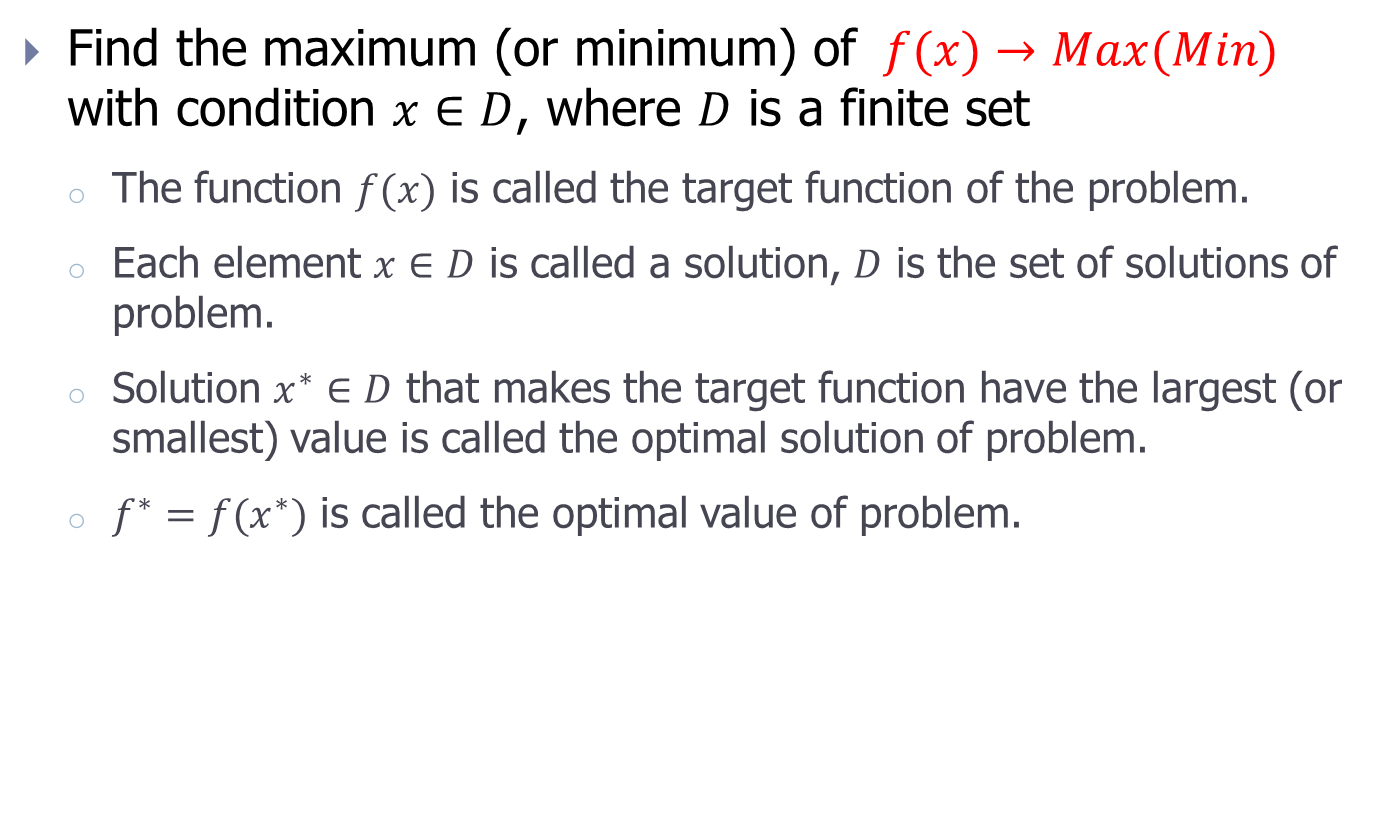 Find the maximum (or minimum) of f(x) → Max(Min)
with condition x ∈ D, where D is a finite set
The function f(x) is called the target function of the problem.
Each element x ∈ D is called a solution, D is the set of solutions of
problem.
Solution x* ∈ D that makes the target function have the largest (or
smallest) value is called the optimal solution of problem.
f* = f(x*) is called the optimal value of problem.